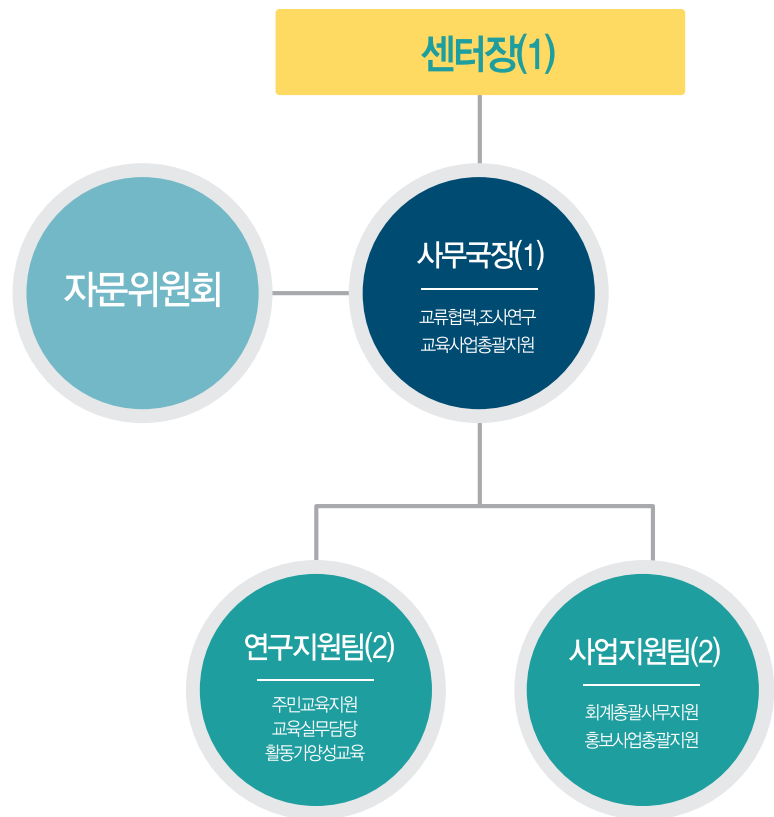 센터장(1)
자문위원회
사무국장(1)
교류협력,조사연구
교육사업총괄지원
연구지원팀(2)
주민교육지원
교육실무담당
활동가양성교육
사업지원팀(2)
회계총괄사무지원
홍보사업총괄지원